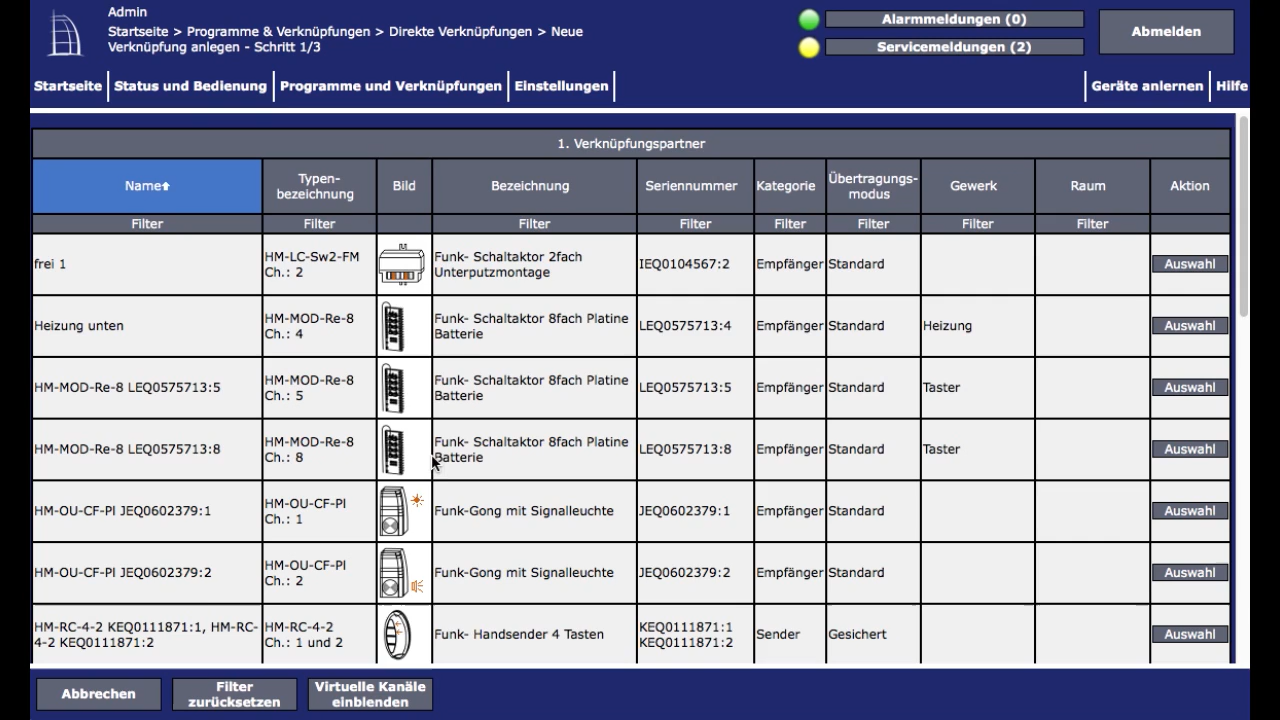 Admin
Startseite > Programme & Verknüpfungen > Direkte Verknüpfungen > Neue
Verknüpfung anlegen - Schritt 1/3
Alarmmeldungen (0)
Servicemeldungen (2)
Abmelden
Startseite
Status und Bedienung
Programme und Verknüpfungen
Einstellungen
Geräte anlernen
Hilfe
1. Verknüpfungspartner
Name
Typen-
bezeichnung
Bild
Bezeichnung
Seriennummer
Kategorie
Übertragungs-
modus
Gewerk
Raum
Aktion
Filter
Filter
Filter
Filter
Filter
Filter
Filter
Filter
frei 1
HM-LC-Sw2-FM
Ch.: 2
Funk- Schaltaktor 2fach
Unterputzmontage
IEQ0104567:2
Empfänger
Standard
Auswahl
Heizung unten
HM-MOD-Re-8
Ch.: 4
Funk- Schaltaktor 8fach Platine
Batterie
LEQ0575713:4
Empfänger
Standard
Heizung
Auswahl
HM-MOD-Re-8 LEQ0575713:5
HM-MOD-Re-8
Ch.: 5
Funk- Schaltaktor 8fach Platine
Batterie
LEQ0575713:5
Empfänger
Standard
Taster
Auswahl
HM-MOD-Re-8 LEQ0575713:8
HM-MOD-Re-8
Ch.: 8
Funk- Schaltaktor 8fach Platine
Batterie
LEQ0575713:8
Empfänger
Standard
Taster
Auswahl
HM-OU-CF-Pl JEQ0602379:1
HM-OU-CF-Pl
Ch.: 1
Funk-Gong mit Signalleuchte
JEQ0602379:1
Empfänger
Standard
Auswahl
HM-OU-CF-Pl JEQ0602379:2
HM-OU-CF-Pl
Ch.: 2
Funk-Gong mit Signalleuchte
JEQ0602379:2
Empfänger
Standard
Auswahl
HM-RC-4-2 KEQ0111871:1, HM-RC-
4-2 KEQ0111871:2
HM-RC-4-2
Ch.: 1 und 2
Funk- Handsender 4 Tasten
KEQ0111871:1
KEQ0111871:2
Sender
Gesichert
Auswahl
Abbrechen
Filter
zurücksetzen
Virtuelle Kanäle
einblenden